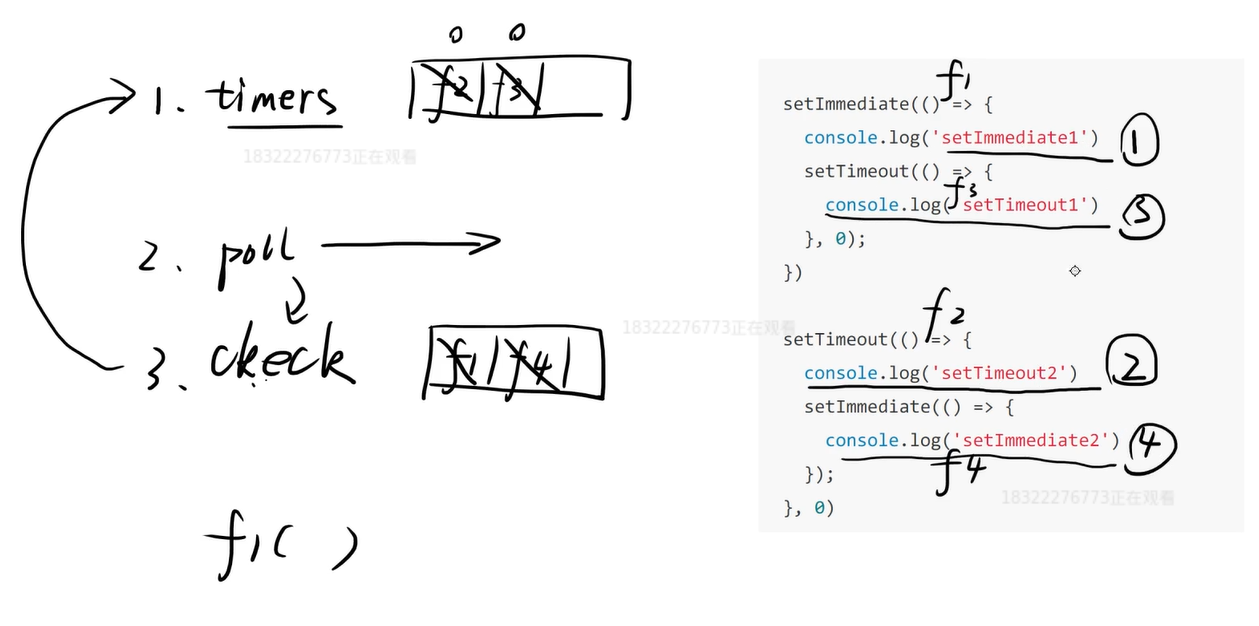 0 0
1. timers f2 f3
18322276773正在观看
2. poll
3. ckeck f1 f4
f1( )
f1
setImmediate(() => {
console.log('setImmediate1') 1
setTimeout(() => {
f3
console.log('setTimeout1') 3
}, 0);
})
f2
18322276773正在观看
setTimeout(() => {
console.log('setTimeout2') 2
setImmediate(() => {
console.log('setImmediate2') 4
f4
});
18322276773正在观看
}, 0)